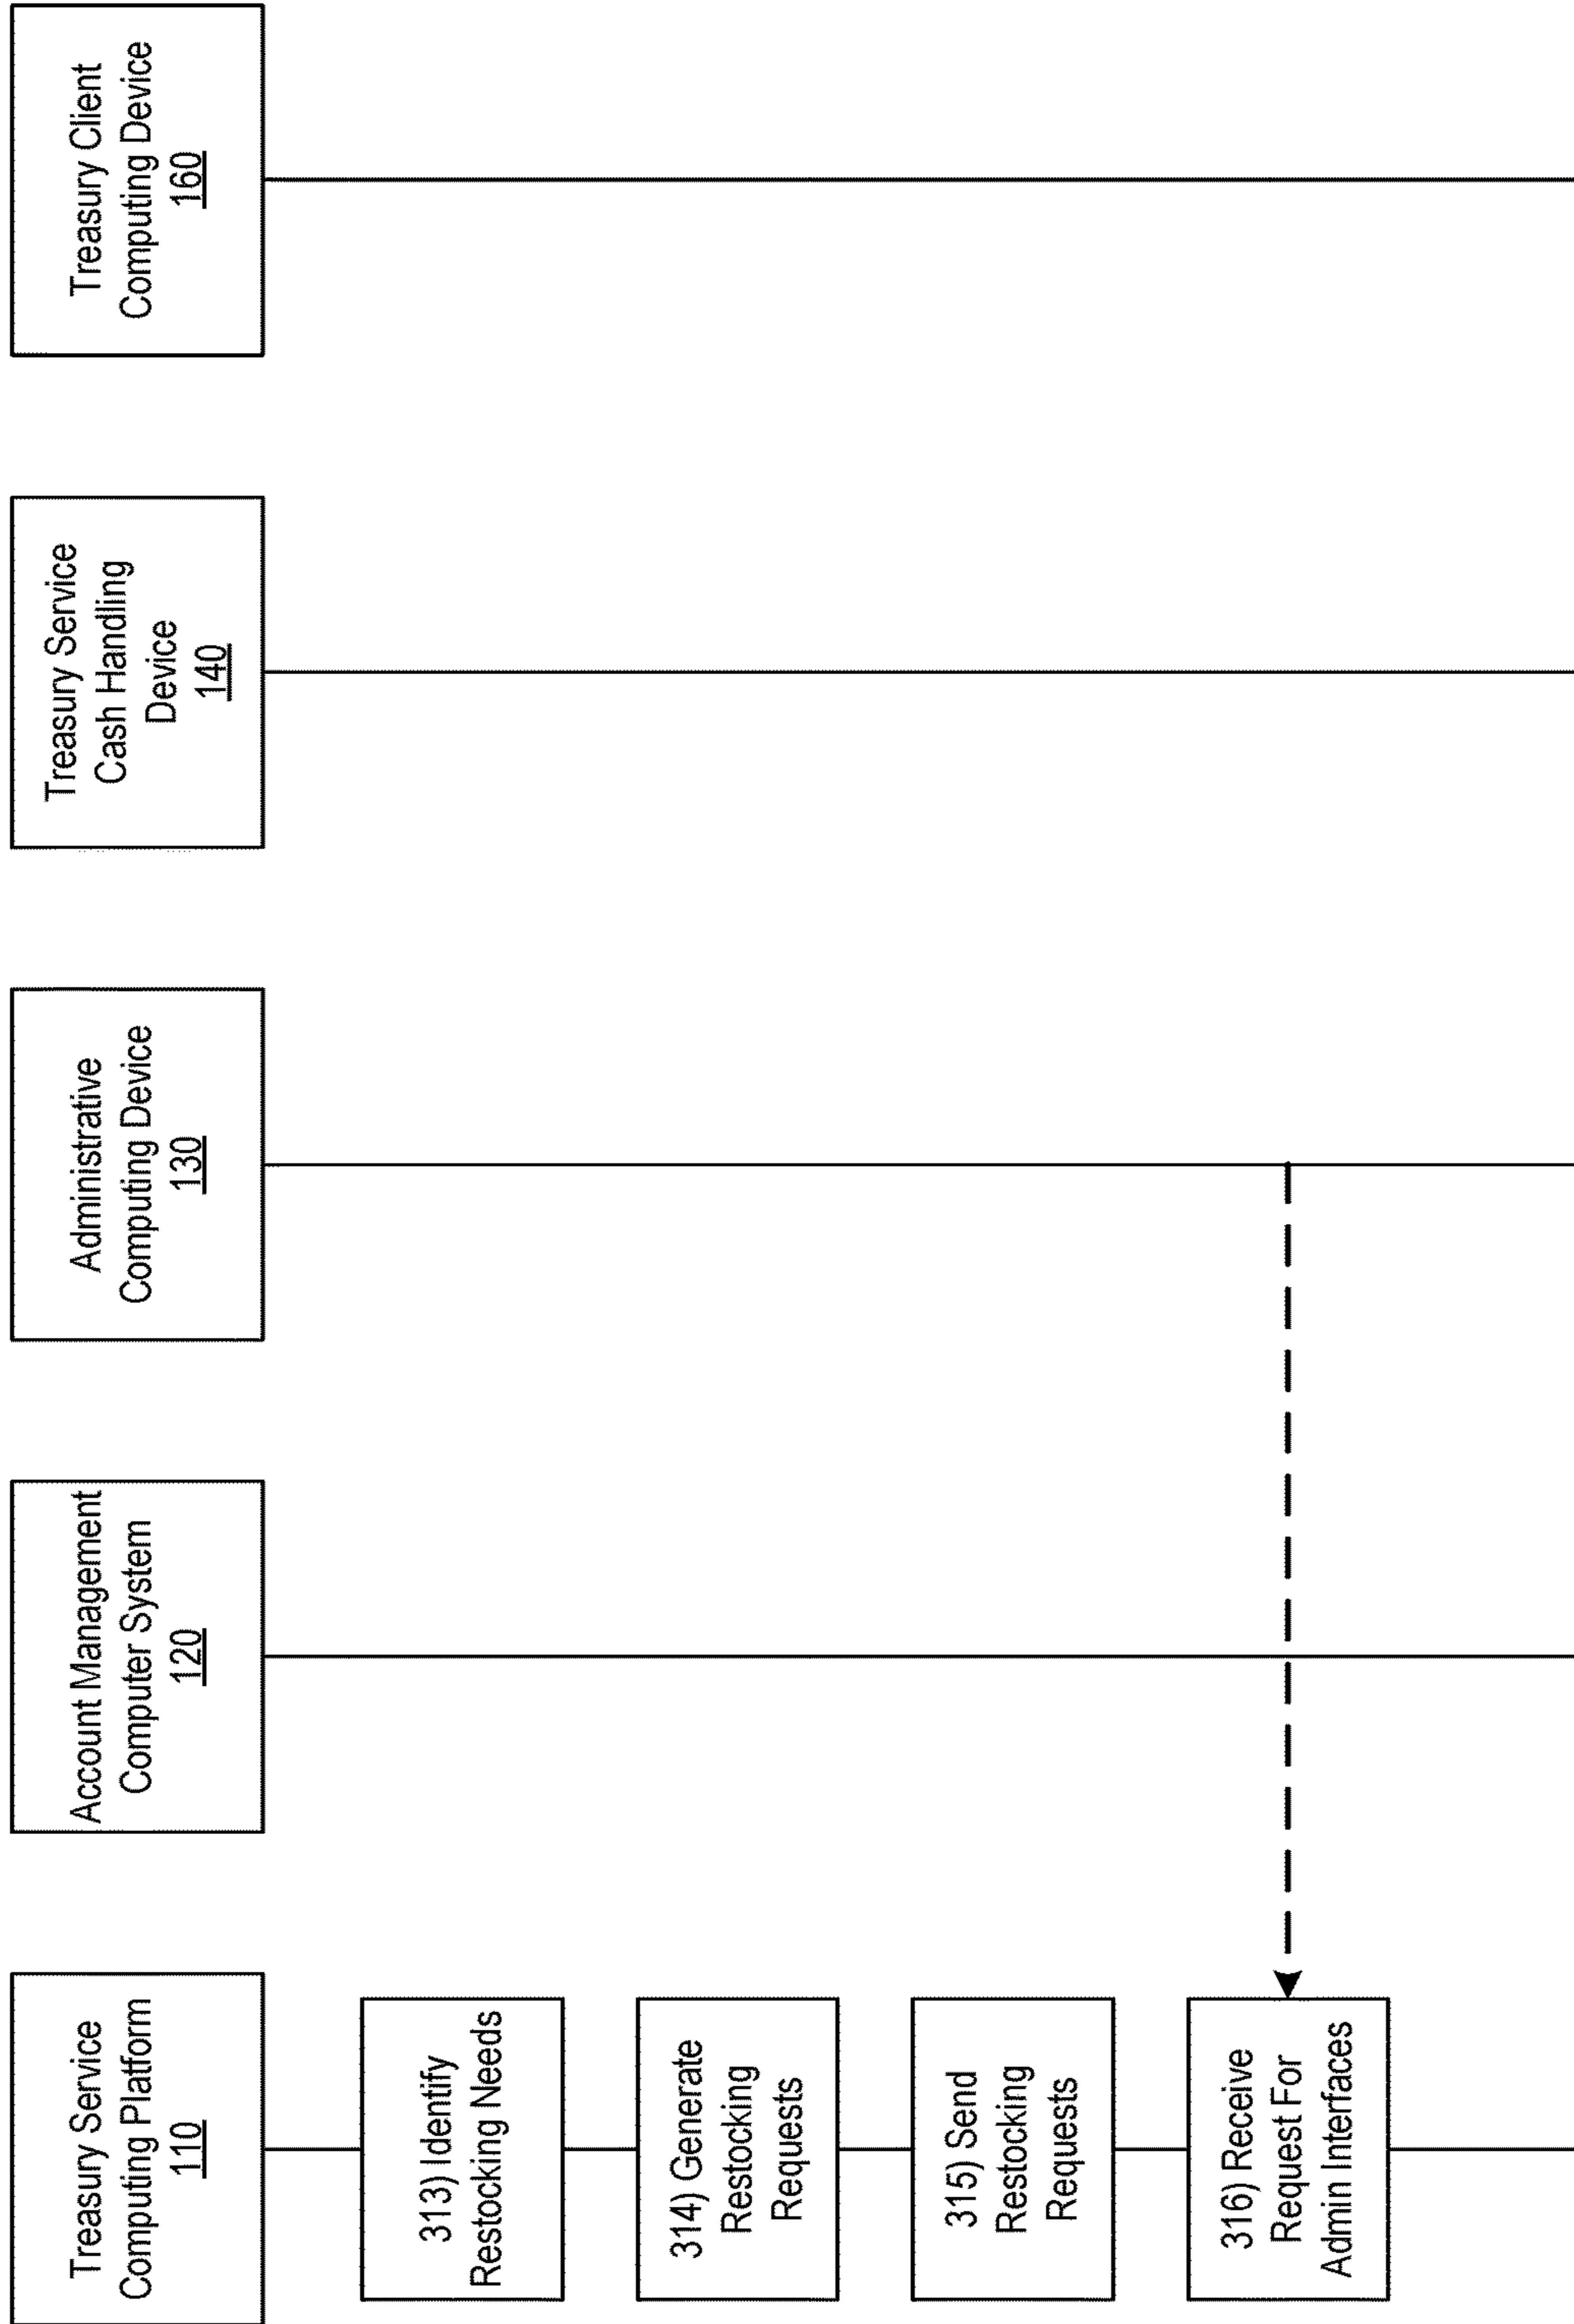 Treasury Service
Computing Platform
110
Account Management
Computer System
120
Administrative
Computing Device
130
Treasury Service
Cash Handling
Device
140
Treasury Client
Computing Device
160
313) Identify
Restocking Needs
314) Generate
Restocking
Requests
315) Send
Restocking
Requests
316) Receive
Request For
Admin Interfaces